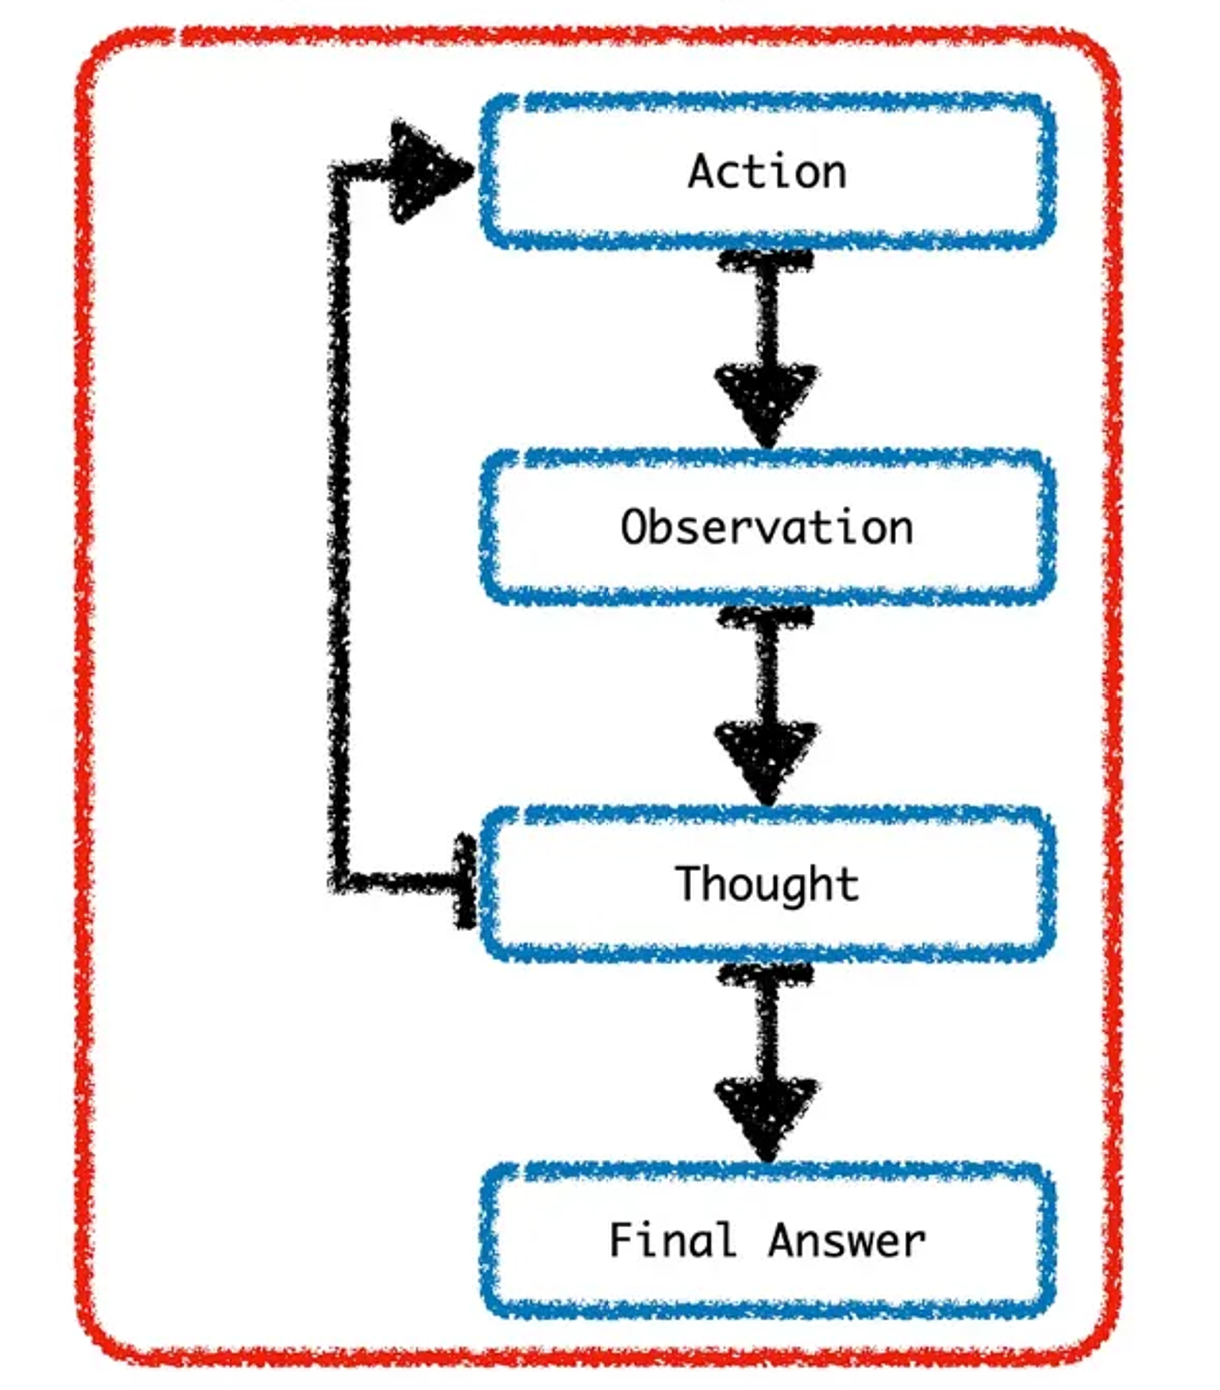 Action
Observation
Thought
Final Answer